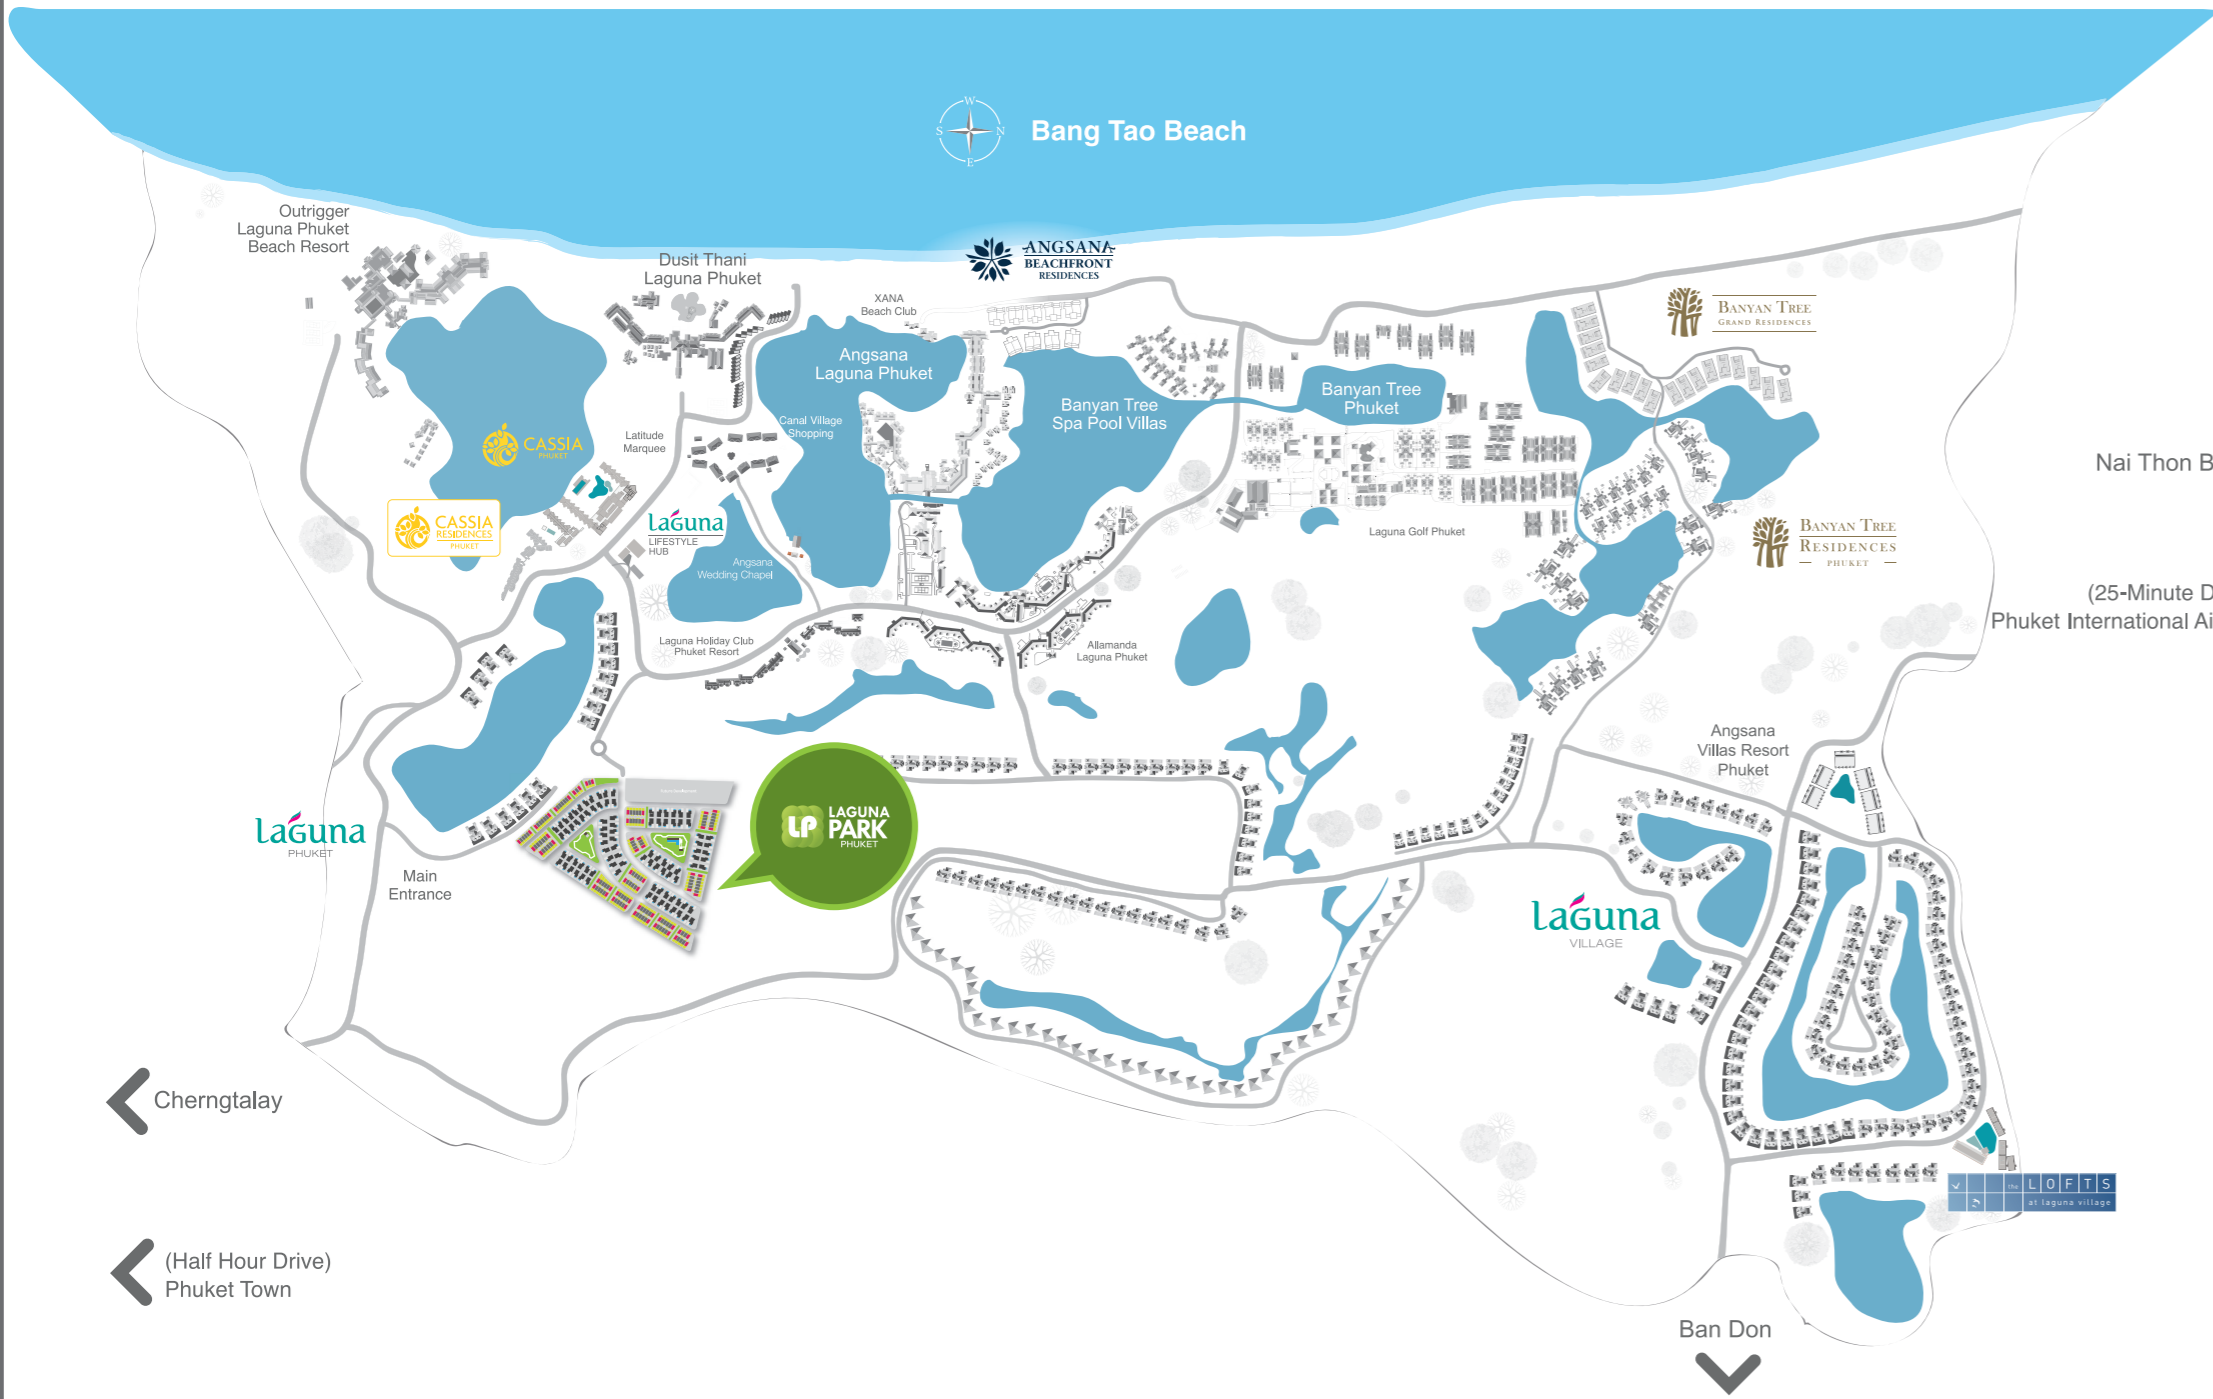 W
S
N
E
Bang Tao Beach
Outrigger
Laguna Phuket
Beach Resort
Dusit Thani
Laguna Phuket
ANGSANA
BEACHFRONT
RESIDENCES
XANA
Beach Club
BANYAN TREE
GRAND RESIDENCES
Angsana
Laguna Phuket
Canal Village
Shopping
Banyan Tree
Spa Pool Villas
Banyan Tree
Phuket
CASSIA
PHUKET
Latitude
Marquee
Nai Thon B
CASSIA
RESIDENCES
PHUKET
laguna
LIFESTYLE
HUB
Angsana
Wedding Chapel
Laguna Golf Phuket
BANYAN TREE
RESIDENCES
PHUKET
(25-Minute D
Phuket International Ai
Laguna Holiday Club
Phuket Resort
Allamanda
Laguna Phuket
Angsana
Villas Resort
Phuket
LP LAGUNA
PARK
PHUKET
laguna
PHUKET
Main
Entrance
laguna
VILLAGE
Cherngtalay
the LOFTS
at laguna village
(Half Hour Drive)
Phuket Town
Ban Don